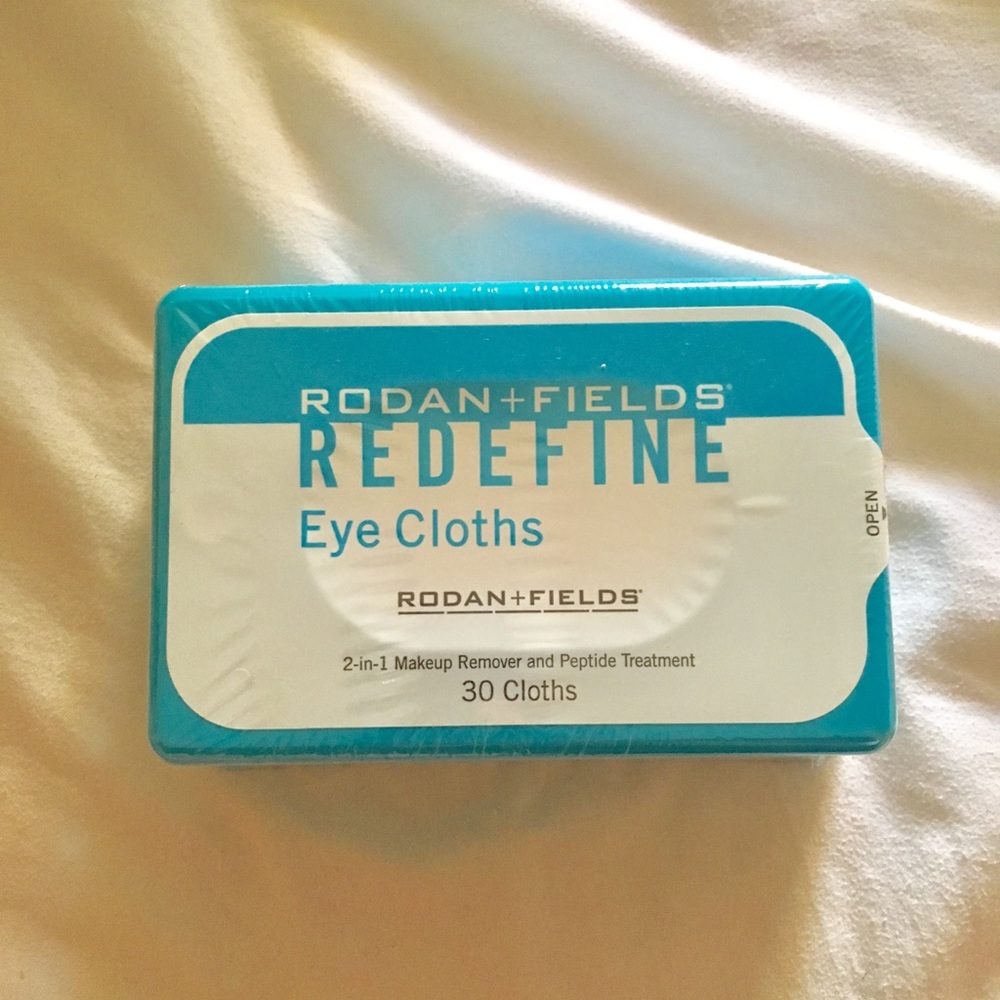 RODAN+FIELDS®
REDEFINE
Eye Cloths
OPEN
RODAN+FIELDS®
2-in-1 Makeup Remover and Peptide Treatment
30 Cloths